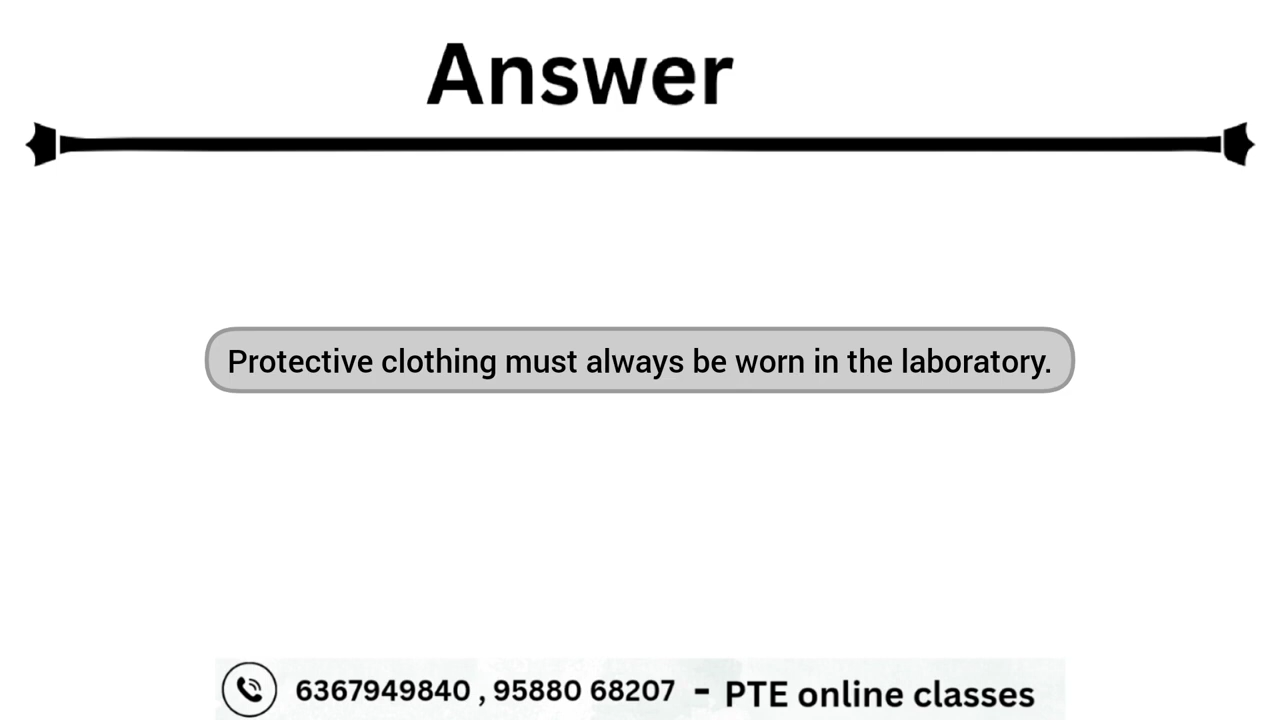 Answer
Protective clothing must always be worn in the laboratory.
6367949840 , 95880 68207 - PTE online classes